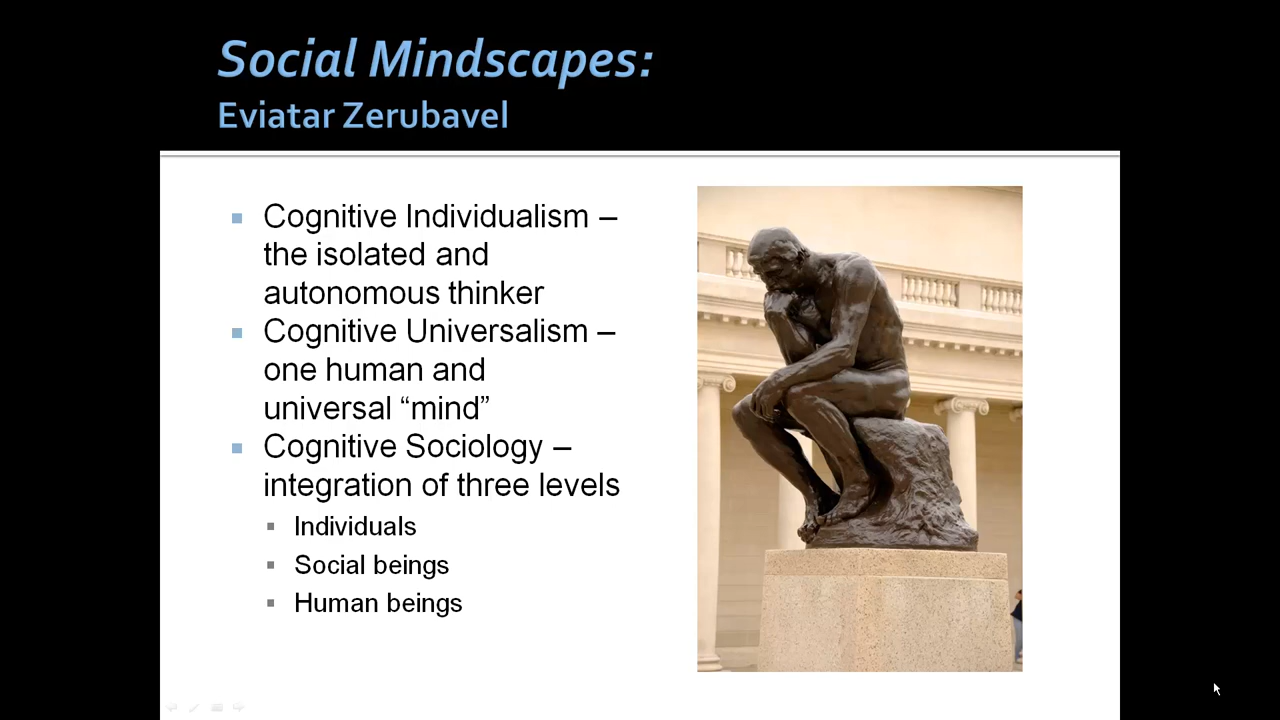 Social Mindscapes:
Eviatar Zerubavel
Cognitive Individualism –
the isolated and
autonomous thinker
Cognitive Universalism –
one human and
universal “mind”
Cognitive Sociology –
integration of three levels
Individuals
Social beings
Human beings